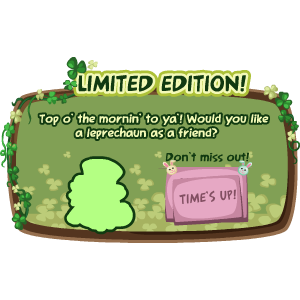 LIMITED EDITION!
Top o' the mornin' to ya'! Would you like
a leprechaun as a friend?
Don't miss out!
TIME'S UP!